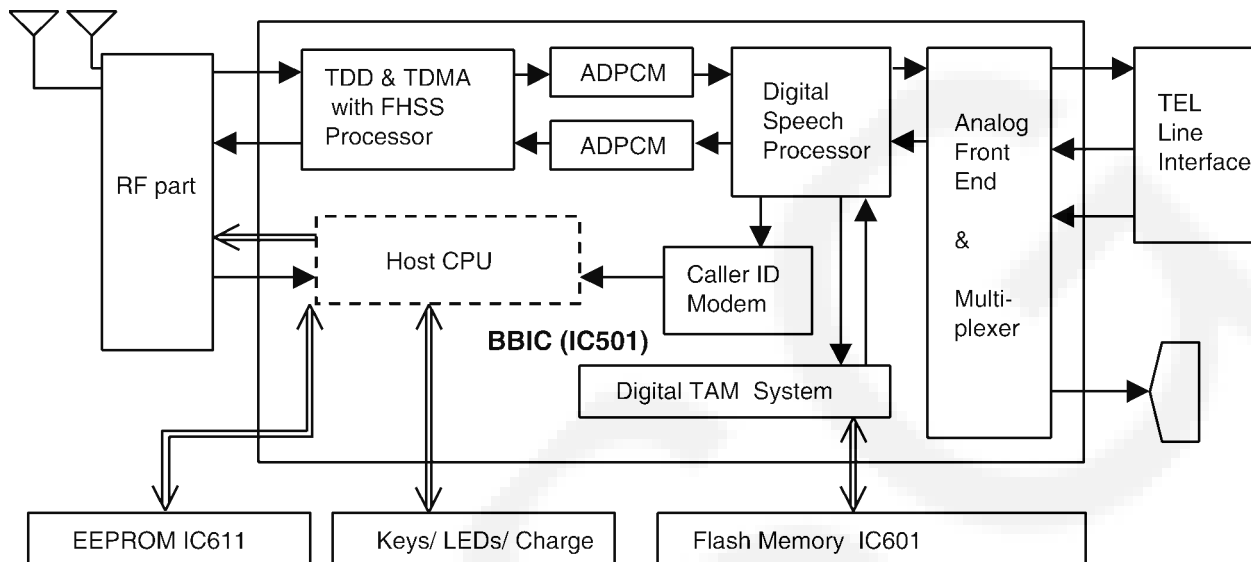 TDD & TDMA
with FHSS
Processor
ADPCM
ADPCM
Digital
Speech
Processor
Analog
Front
End
&
Multi-
plexer
TEL
Line
Interface
RF part
Host CPU
Caller ID
Modem
BBIC (IC501)
Digital TAM System
EEPROM IC611
Keys/ LEDs/ Charge
Flash Memory IC601